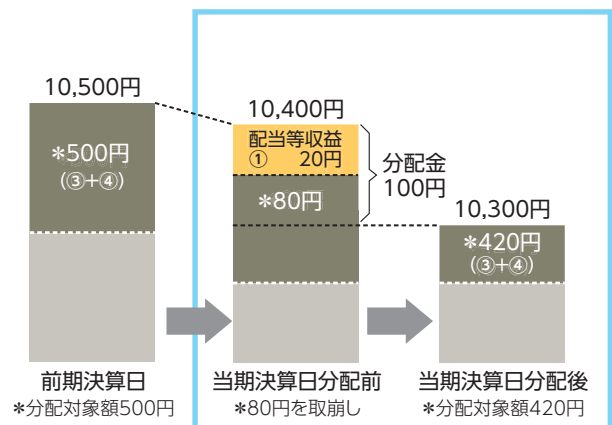 10,500円
*500円
(③+④)
前期決算日
*分配対象額500円
10,400円
配当等収益
① 20円
*80円
分配金
100円
当期決算日分配前
*80円を取崩し
10,300円
*420円
(③+④)
当期決算日分配後
*分配対象額420円